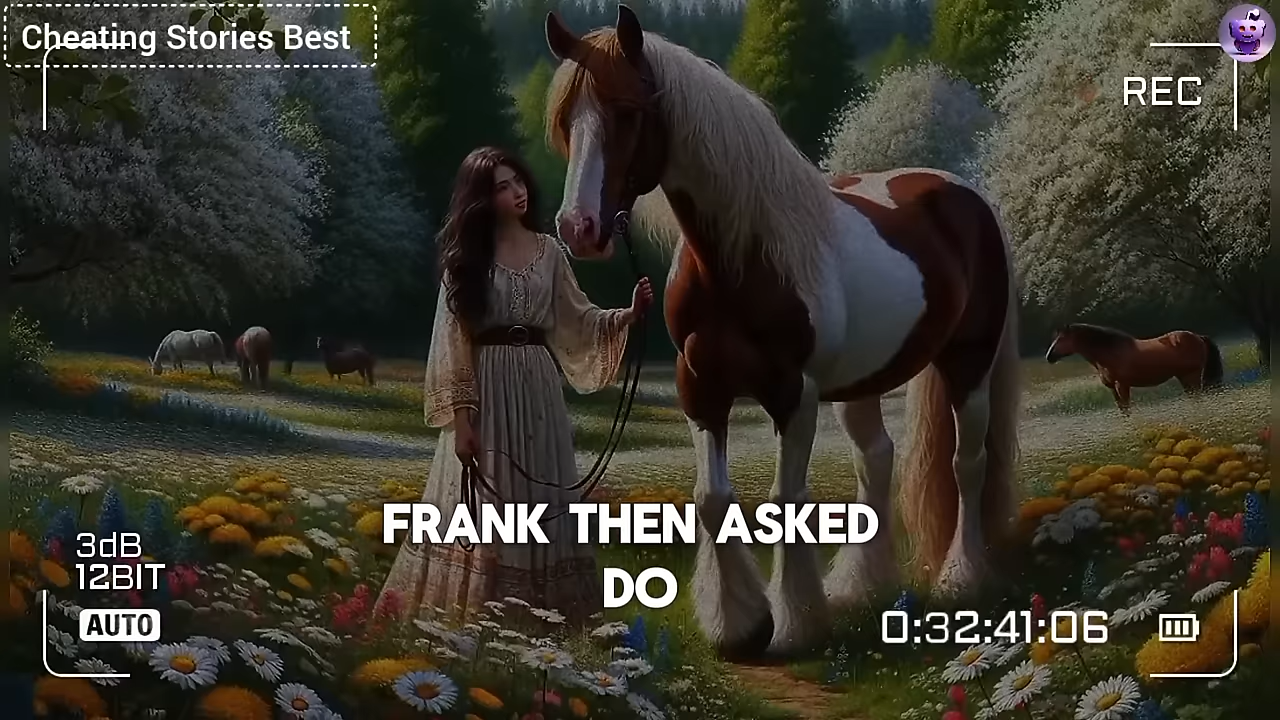 Cheating Stories Best
REC
FRANK THEN ASKED
DO
3dB
12BIT
AUTO
0:32:41:06